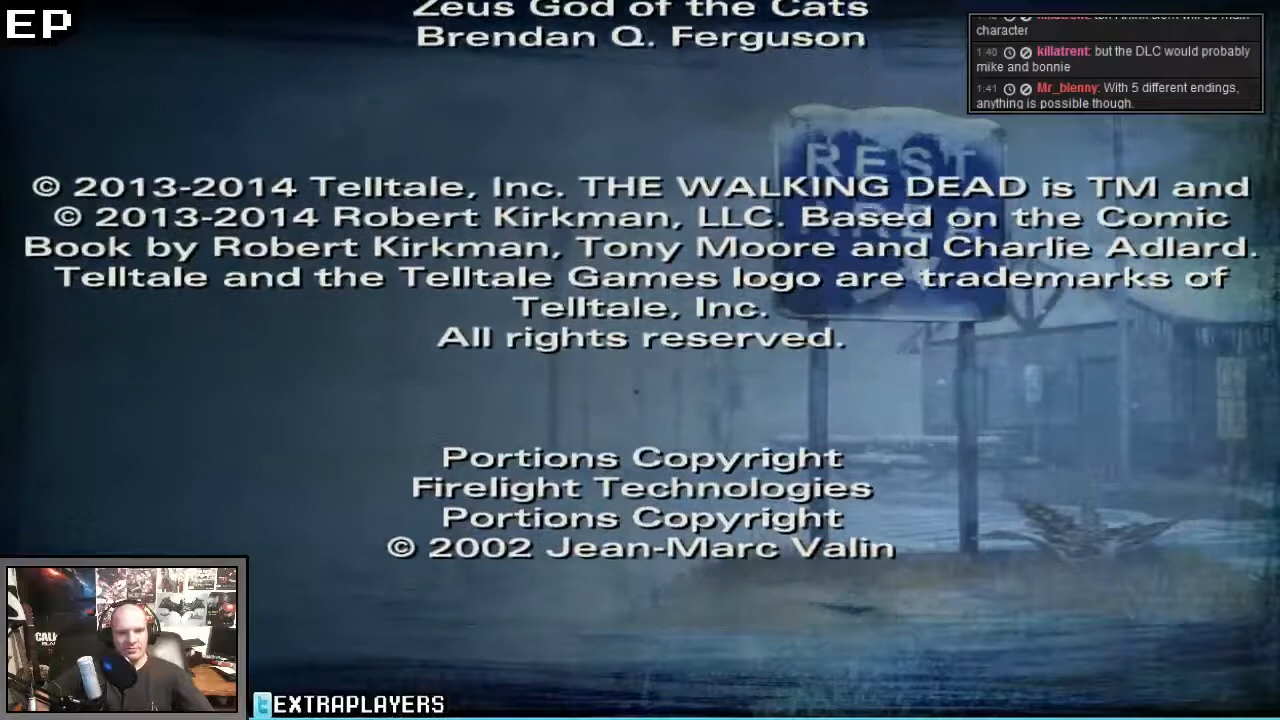 EP
Zeus God of the Cats
Brendan Q. Ferguson
character
1:40 killatrent: but the DLC would probably
mike and bonnie
1:41 Mr_blenny: With 5 different endings,
anything is possible though.
REST
AREA
© 2013-2014 Telltale, Inc. THE WALKING DEAD is TM and
© 2013-2014 Robert Kirkman, LLC. Based on the Comic
Book by Robert Kirkman, Tony Moore and Charlie Adlard.
Telltale and the Telltale Games logo are trademarks of
Telltale, Inc.
All rights reserved.
Portions Copyright
Firelight Technologies
Portions Copyright
© 2002 Jean-Marc Valin
CALL
EXTRAPLAYERS